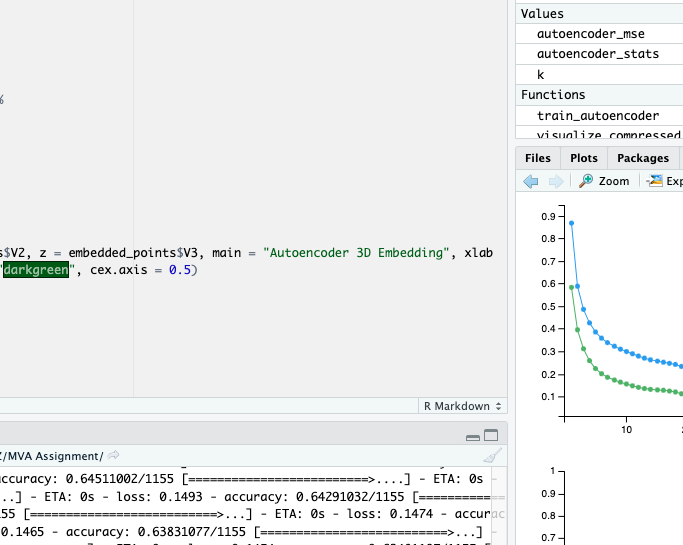 %
s$V2, z = embedded_points$V3, main = "Autoencoder 3D Embedding", xlab
"darkgreen", cex.axis = 0.5)
R Markdown
Z/MVA Assignment/
accuracy: 0.64511002/1155 [=========================>....] - ETA: 0s -
..] - ETA: 0s - loss: 0.1493 - accuracy: 0.64291032/1155 [============
55 [==========================>...] - ETA: 0s - loss: 0.1474 - accurac
0.1465 - accuracy: 0.63831077/1155 [==========================>...] -
Values
autoencoder_mse
autoencoder_stats
k
Functions
train_autoencoder
visualize_compressed
Files Plots Packages
Zoom Exp
0.9
0.8
0.7
0.6
0.5
0.4
0.3
0.2
0.1
10
1
0.9
0.8
0.7